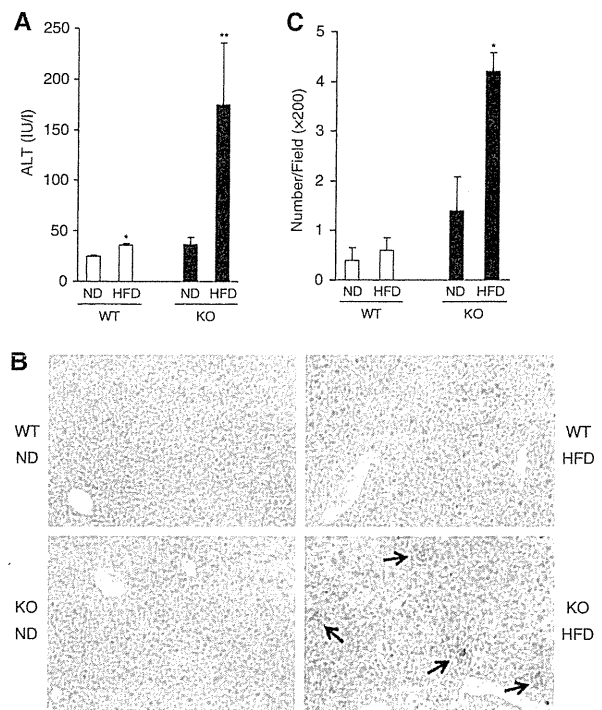 A
ALT (IU/l)
250
200
150
100
50
0
*
**
ND HFD ND HFD
WT KO
C
Number/Field (×200)
5
4
3
2
1
0
*
ND HFD ND HFD
WT KO
B
WT
ND
WT
HFD
KO
ND
KO
HFD